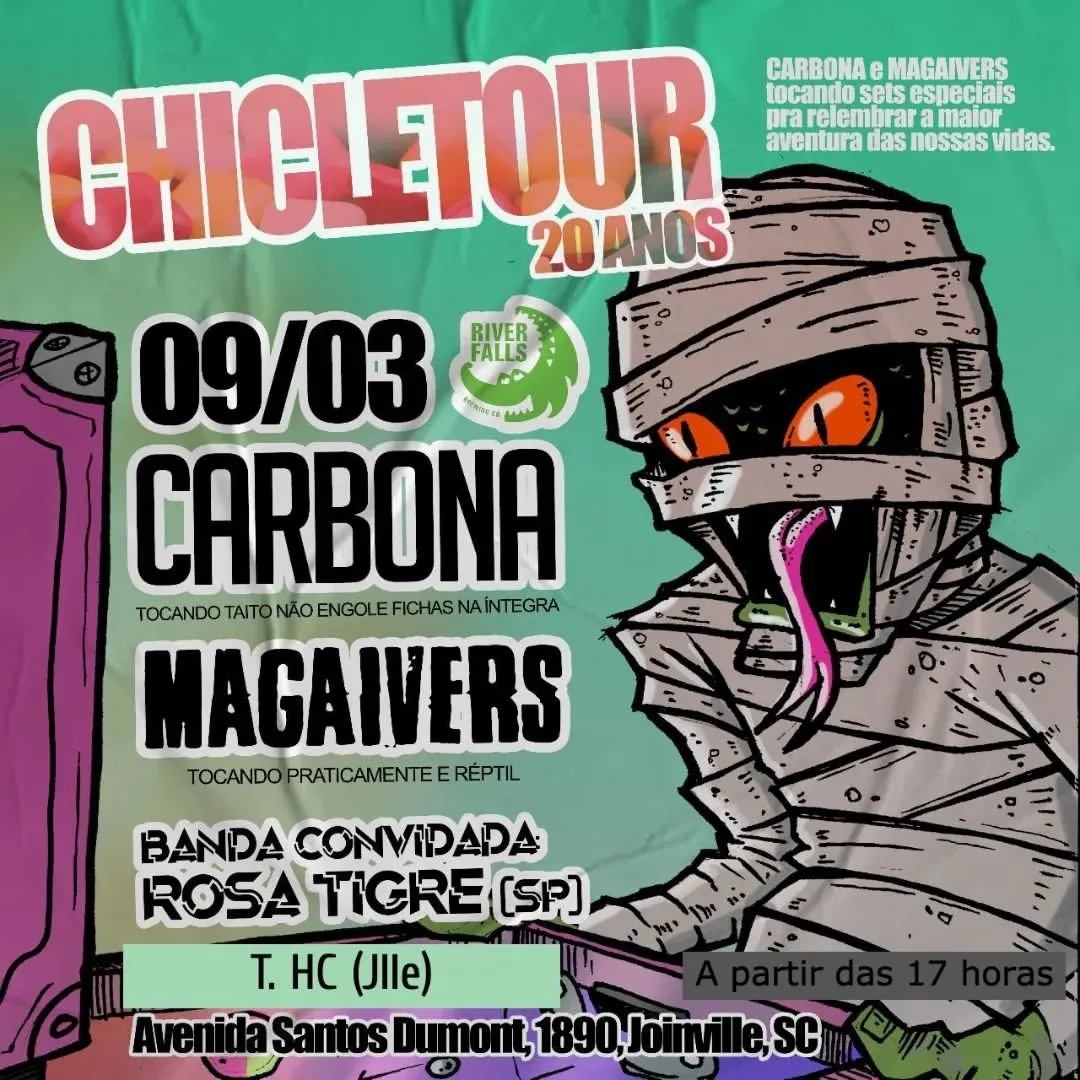 CHICLETOUR
20 ANOS
CARBONA e MAGAIVERS
tocando sets especiais
pra relembrar a maior
aventura das nossas vidas.
09/03
RIVER
FALLS
BREWING CO.
CARBONA
TOCANDO TAITO NÃO ENGOLE FICHAS NA ÍNTEGRA
MAGAIVERS
TOCANDO PRATICAMENTE E RÉPTIL
BANDA CONVIDADA
ROSA TIGRE (SP)
T. HC (Jlle)
A partir das 17 horas
Avenida Santos Dumont, 1890, Joinville, SC